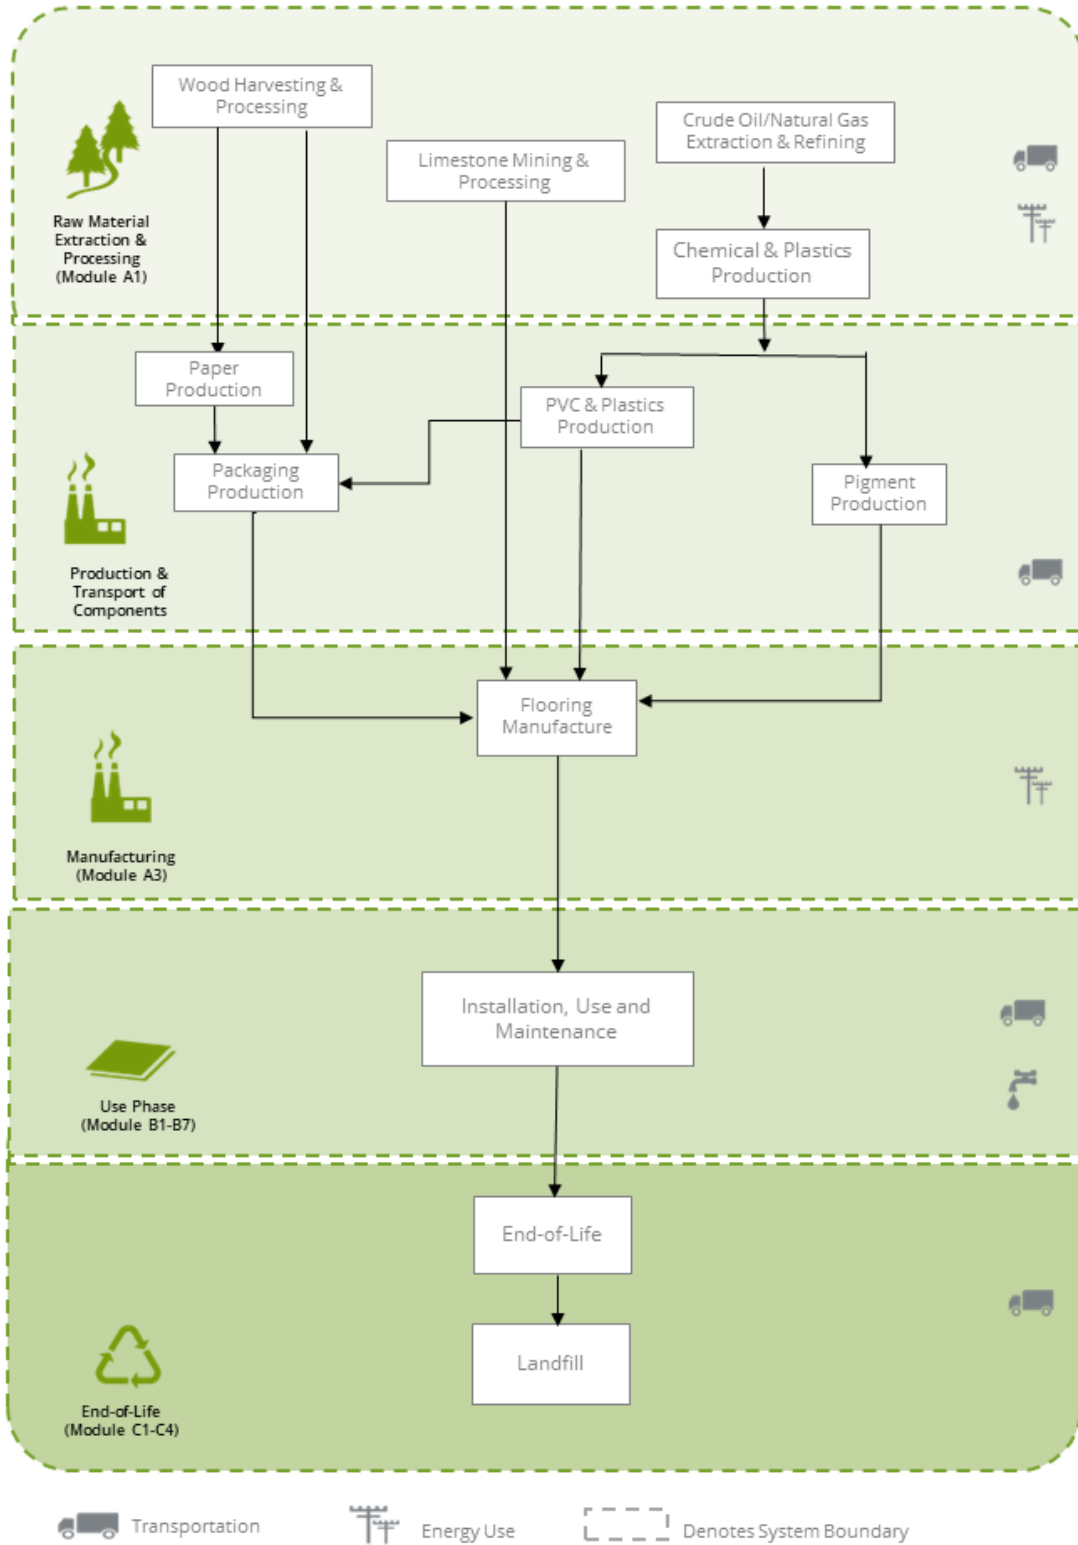 Wood Harvesting &
Processing
Limestone Mining &
Processing
Crude Oil/Natural Gas
Extraction & Refining
Chemical & Plastics
Production
Raw Material
Extraction &
Processing
(Module A1)
Paper
Production
PVC & Plastics
Production
Packaging
Production
Pigment
Production
Production &
Transport of
Components
Flooring
Manufacture
Manufacturing
(Module A3)
Installation, Use and
Maintenance
Use Phase
(Module B1-B7)
End-of-Life
Landfill
End-of-Life
(Module C1-C4)
Transportation
Energy Use
Denotes System Boundary